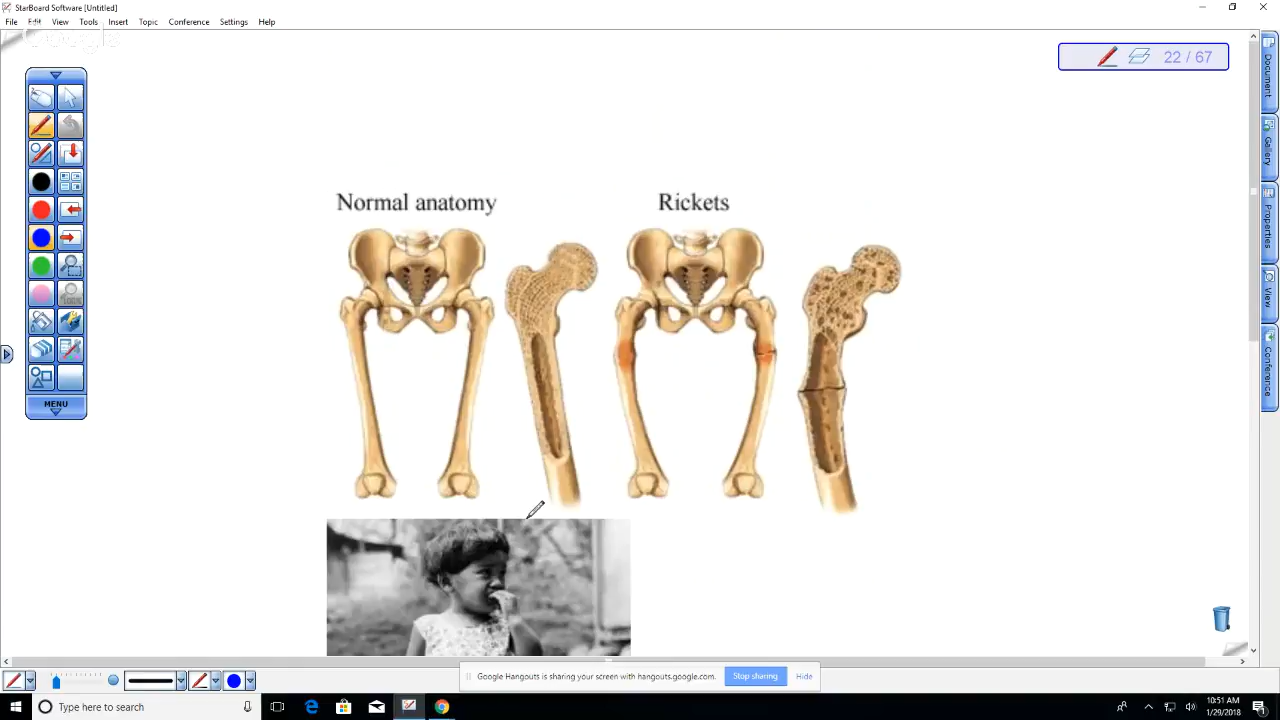 StarBoard Software [Untitled]
File Edit View Tools Insert Topic Conference Settings Help
22 / 67
Document
Gallery
Properties
View
Conference
MENU
Normal anatomy Rickets
Google Hangouts is sharing your screen with hangouts.google.com. Stop sharing Hide
Type here to search
10:51 AM
1/29/2018